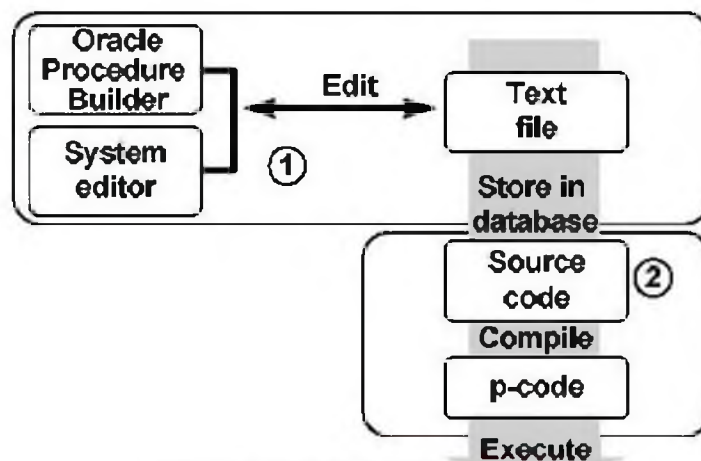 Oracle
Procedure
Builder
System
editor
Edit
①
Text
file
Store in
database
Source
code
②
Compile
p-code
Execute